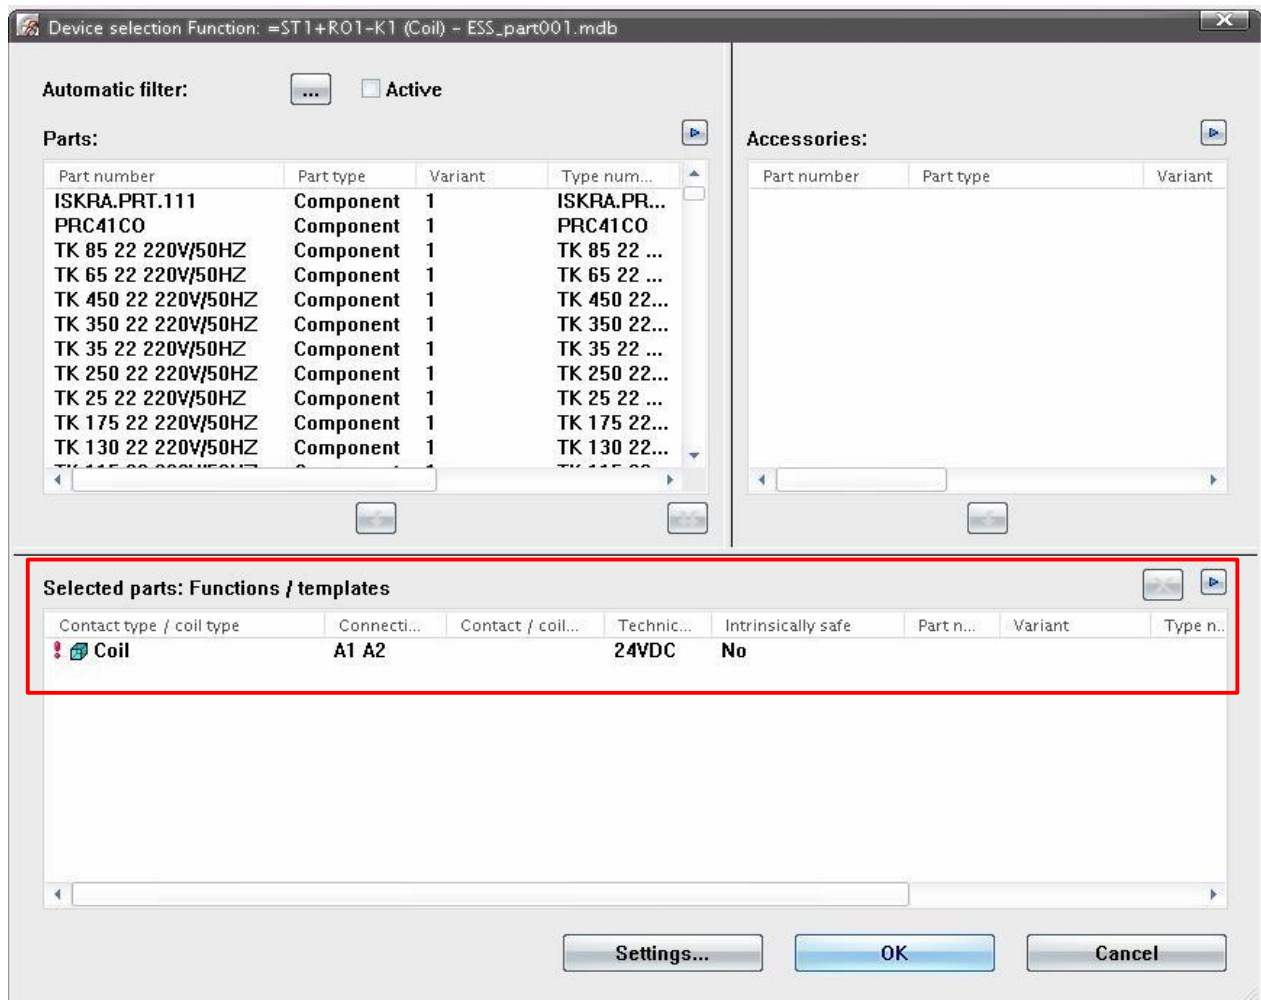 Device selection Function: =ST1+RO1-K1 (Coil) - ESS_part001.mdb
Automatic filter: ... Active
Parts:
Part number Part type Variant Type num...
ISKRA.PRT.111 Component 1 ISKRA.PR...
PRC41CO Component 1 PRC41CO
TK 85 22 220V/50HZ Component 1 TK 85 22 ...
TK 65 22 220V/50HZ Component 1 TK 65 22 ...
TK 450 22 220V/50HZ Component 1 TK 450 22...
TK 350 22 220V/50HZ Component 1 TK 350 22...
TK 35 22 220V/50HZ Component 1 TK 35 22 ...
TK 250 22 220V/50HZ Component 1 TK 250 22...
TK 25 22 220V/50HZ Component 1 TK 25 22 ...
TK 175 22 220V/50HZ Component 1 TK 175 22...
TK 130 22 220V/50HZ Component 1 TK 130 22...
Accessories:
Part number Part type Variant
Selected parts: Functions / templates
Contact type / coil type Connecti... Contact / coil... Technic... Intrinsically safe Part n... Variant Type n..
Coil A1 A2 24VDC No
Settings... OK Cancel